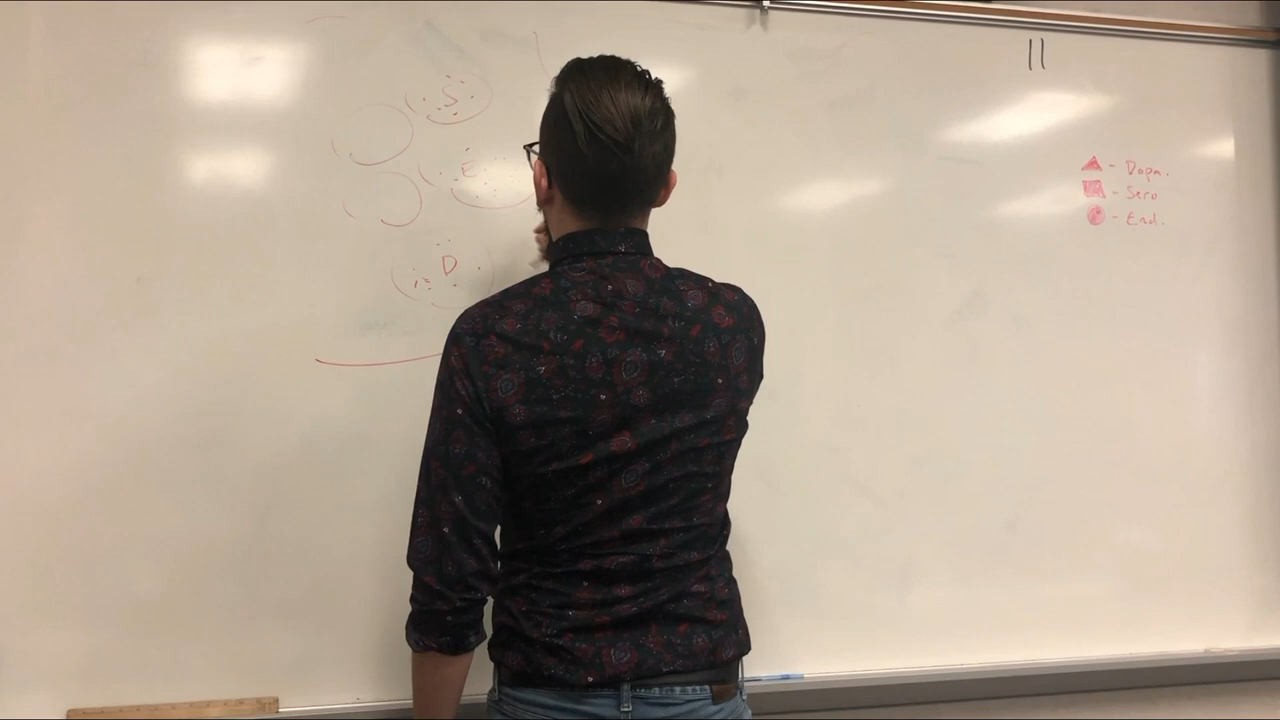 S
E
D
11
- Dopa.
- Sero
- End.